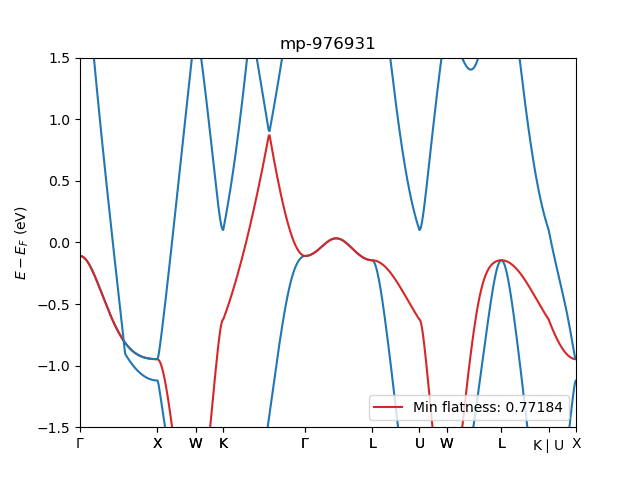 mp-976931
E − E_F (eV)
1.5
1.0
0.5
0.0
−0.5
−1.0
−1.5
Min flatness: 0.77184
Γ X W K Γ L U W L K | U X